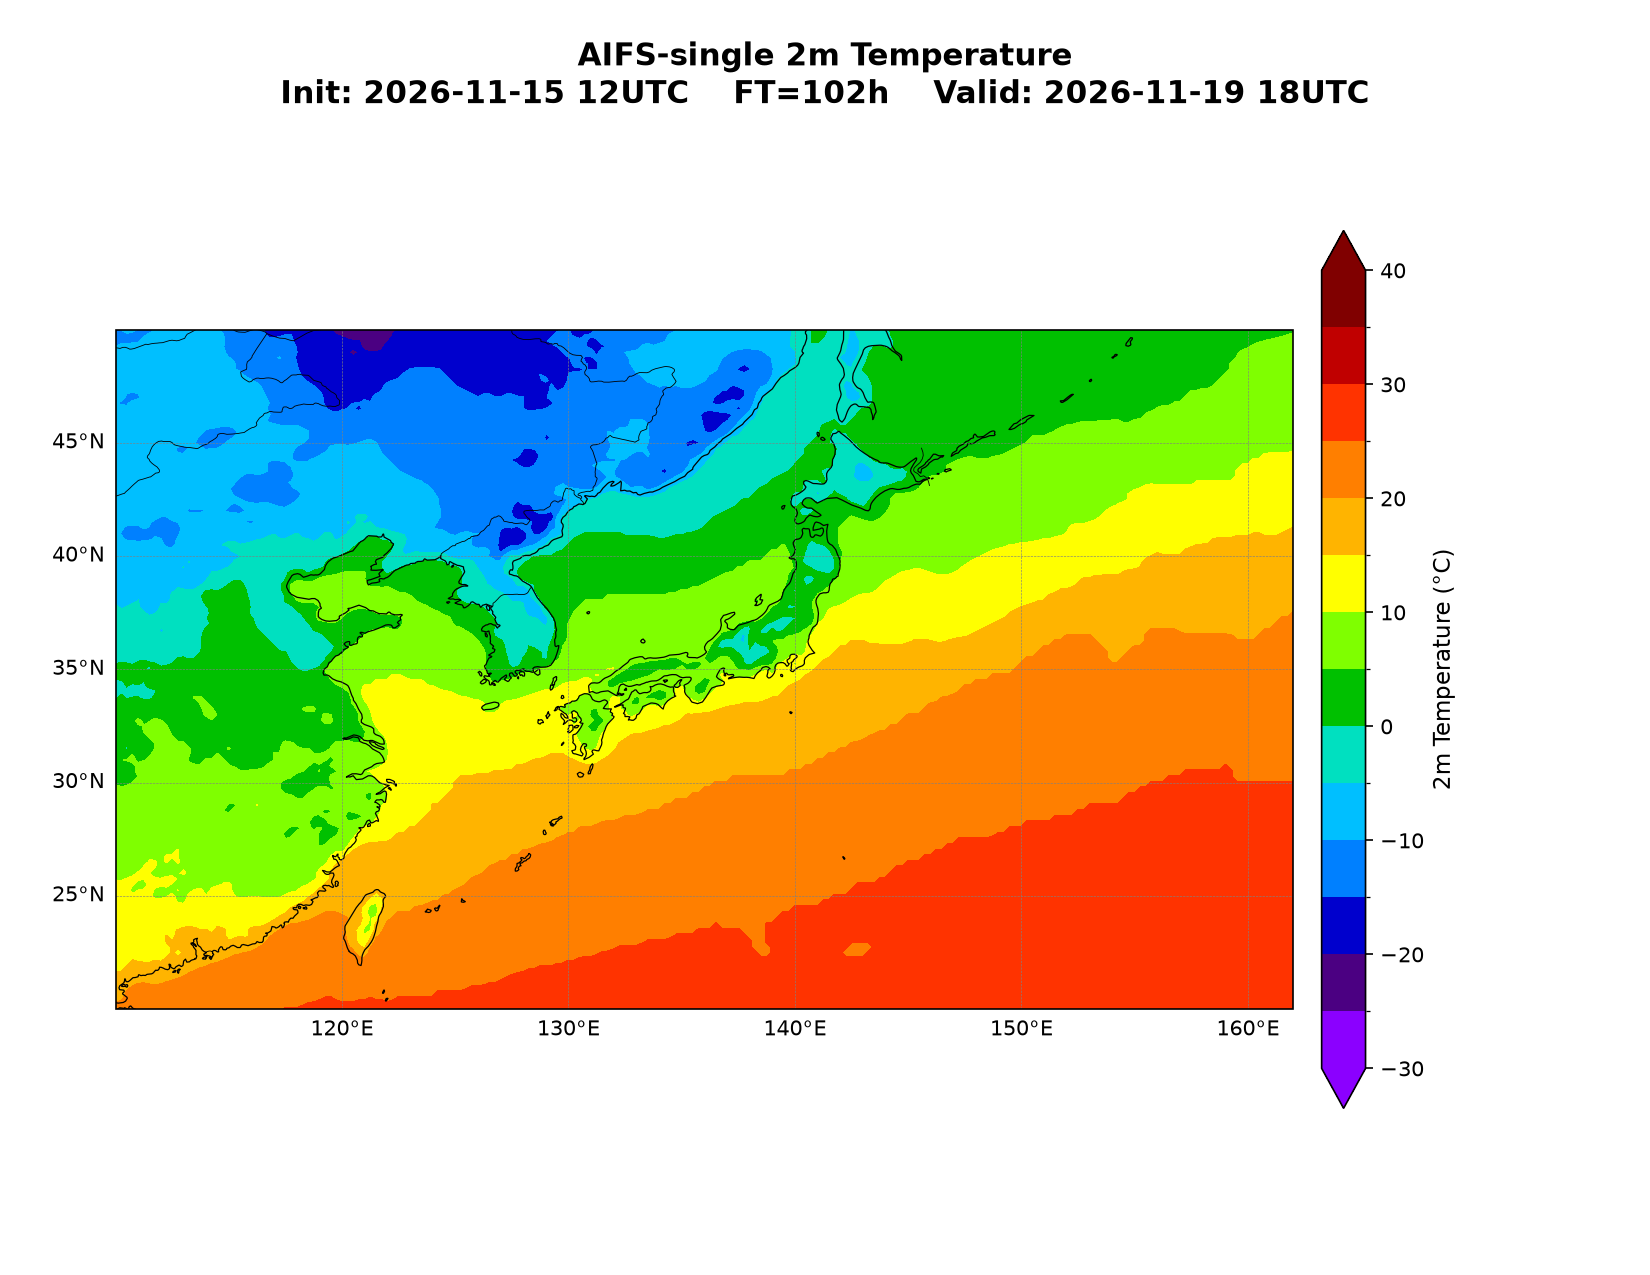 AIFS-single 2m Temperature
Init: 2026-11-15 12UTC    FT=102h    Valid: 2026-11-19 18UTC
45°N
40°N
35°N
30°N
25°N
120°E
130°E
140°E
150°E
160°E
40
30
20
10
0
−10
−20
−30
2m Temperature (°C)